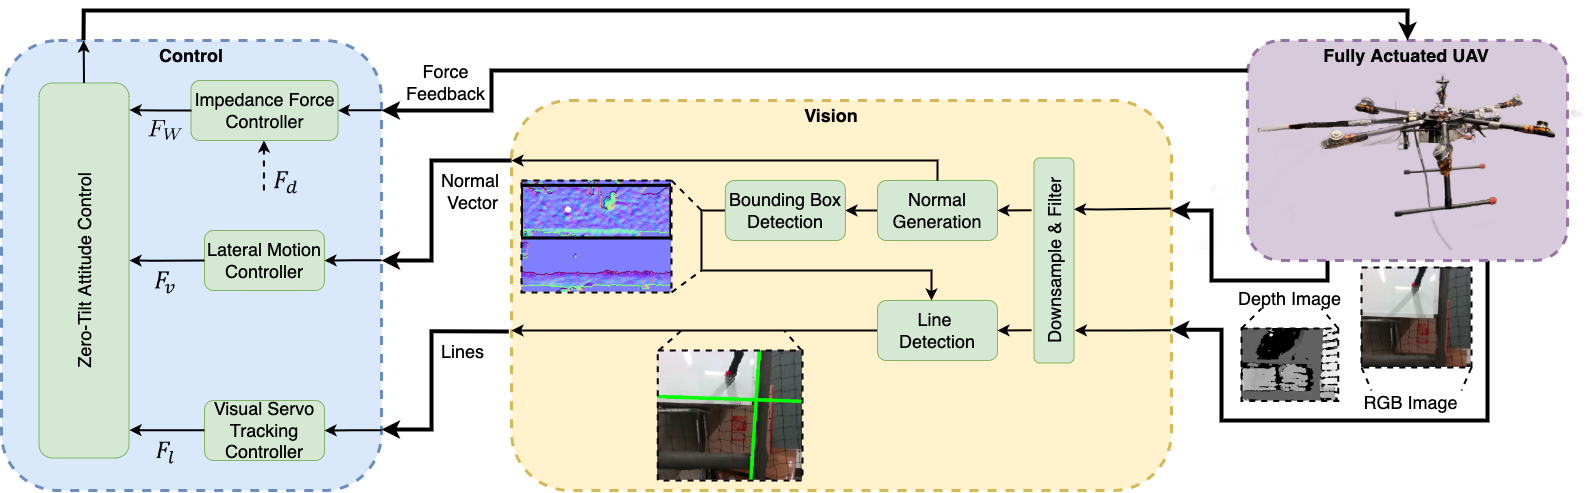 Control
Fully Actuated UAV
Force
Feedback
Impedance Force
Controller
F_W
F_d
Vision
Normal
Vector
Bounding Box
Detection
Normal
Generation
Downsample & Filter
Zero-Tilt Attitude Control
Lateral Motion
Controller
F_v
Depth Image
Line
Detection
Lines
RGB Image
Visual Servo
Tracking
Controller
F_l